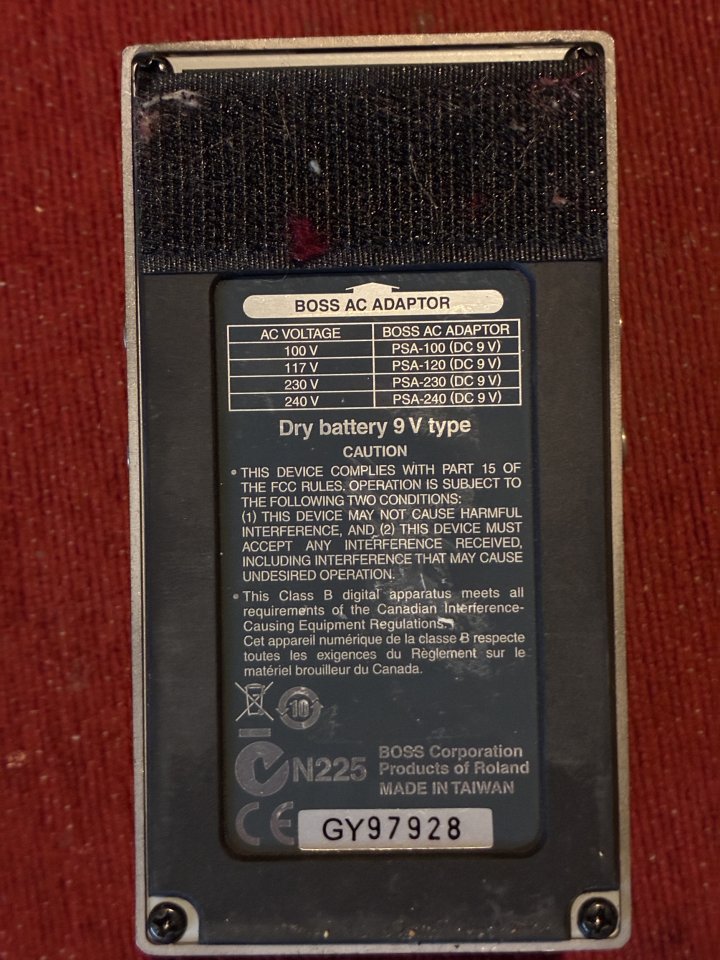 BOSS AC ADAPTOR
AC VOLTAGE BOSS AC ADAPTOR
100 V PSA-100 (DC 9 V)
117 V PSA-120 (DC 9 V)
230 V PSA-230 (DC 9 V)
240 V PSA-240 (DC 9 V)
Dry battery 9 V type
CAUTION
• THIS DEVICE COMPLIES WITH PART 15 OF
THE FCC RULES. OPERATION IS SUBJECT TO
THE FOLLOWING TWO CONDITIONS:
(1) THIS DEVICE MAY NOT CAUSE HARMFUL
INTERFERENCE, AND (2) THIS DEVICE MUST
ACCEPT ANY INTERFERENCE RECEIVED,
INCLUDING INTERFERENCE THAT MAY CAUSE
UNDESIRED OPERATION.
• This Class B digital apparatus meets all
requirements of the Canadian Interference-
Causing Equipment Regulations.
Cet appareil numérique de la classe B respecte
toutes les exigences du Règlement sur le
matériel brouilleur du Canada.
10
N225
BOSS Corporation
Products of Roland
MADE IN TAIWAN
CE
GY97928